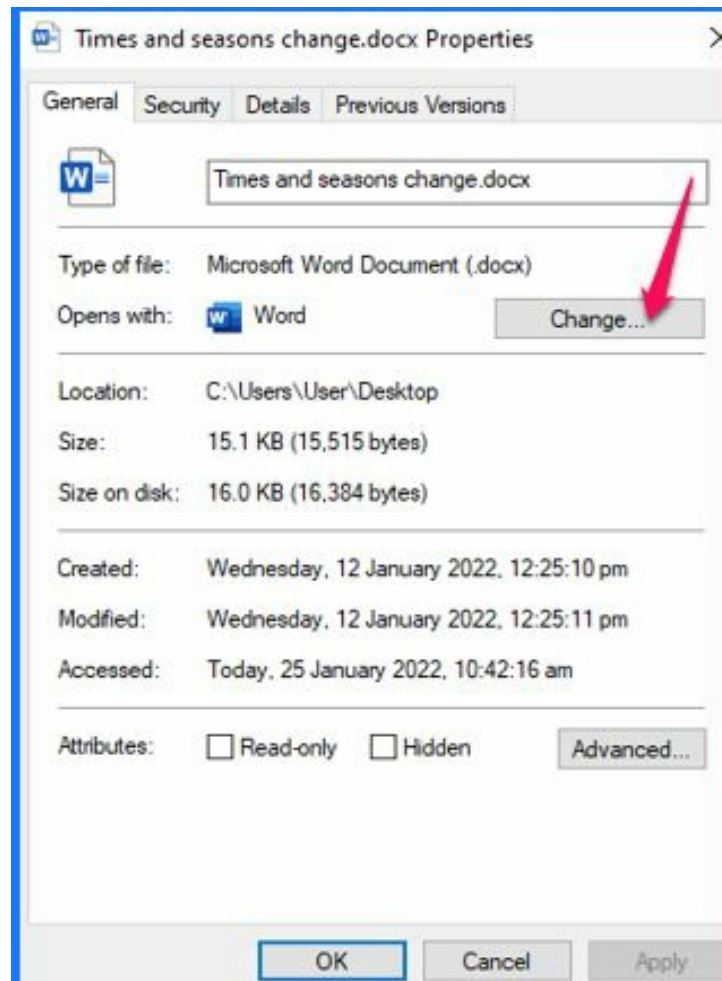 Times and seasons change.docx Properties
General Security Details Previous Versions
Times and seasons change.docx
Type of file: Microsoft Word Document (.docx)
Opens with: Word Change...
Location: C:\Users\User\Desktop
Size: 15.1 KB (15,515 bytes)
Size on disk: 16.0 KB (16,384 bytes)
Created: Wednesday, 12 January 2022, 12:25:10 pm
Modified: Wednesday, 12 January 2022, 12:25:11 pm
Accessed: Today, 25 January 2022, 10:42:16 am
Attributes: Read-only Hidden Advanced...
OK Cancel Apply